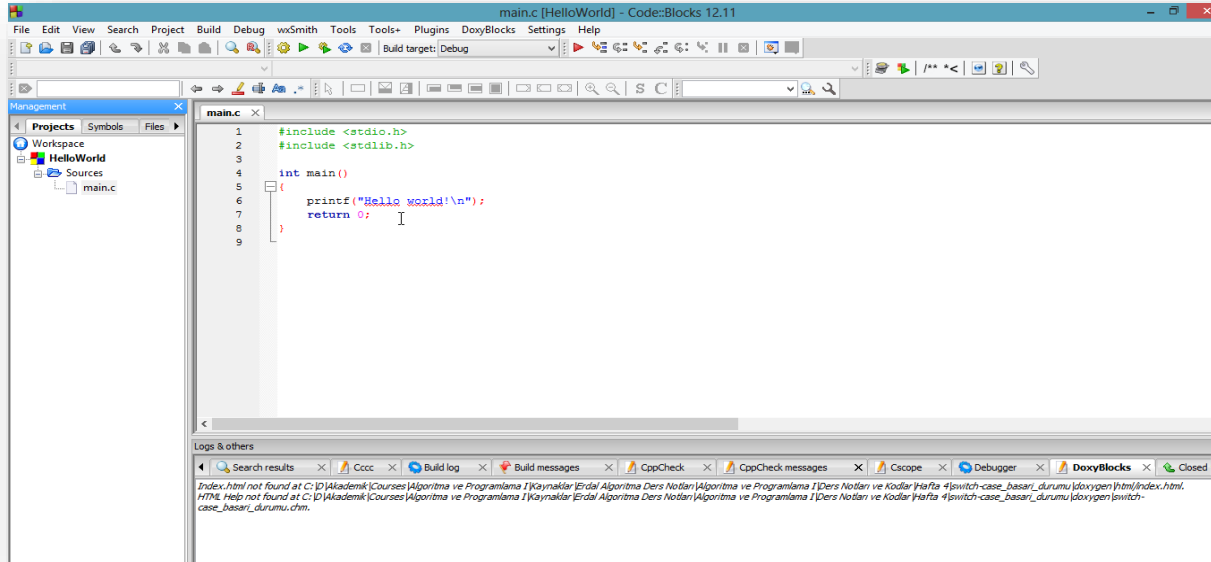 main.c [HelloWorld] - Code::Blocks 12.11
File Edit View Search Project Build Debug wxSmith Tools Tools+ Plugins DoxyBlocks Settings Help
Build target: Debug
/** *<
S C
Management
Projects Symbols Files
Workspace
HelloWorld
Sources
main.c
main.c
1 #include <stdio.h>
2 #include <stdlib.h>
3
4 int main()
5 {
6 printf("Hello world!\n");
7 return 0;
8 }
9
Logs & others
Search results Cccc Build log Build messages CppCheck CppCheck messages Cscope Debugger DoxyBlocks Closed
Index.html not found at C:\D\Akademik\Courses\Algoritma ve Programlama I\Kaynaklar\Erdal Algoritma Ders Notları\Algoritma ve Programlama I\Ders Notları ve Kodlar\Hafta 4\switch-case_basari_durumu\doxygen\html/index.html.
HTML Help not found at C:\D\Akademik\Courses\Algoritma ve Programlama I\Kaynaklar\Erdal Algoritma Ders Notları\Algoritma ve Programlama I\Ders Notları ve Kodlar\Hafta 4\switch-case_basari_durumu\doxygen\switch-
case_basari_durumu.chm.